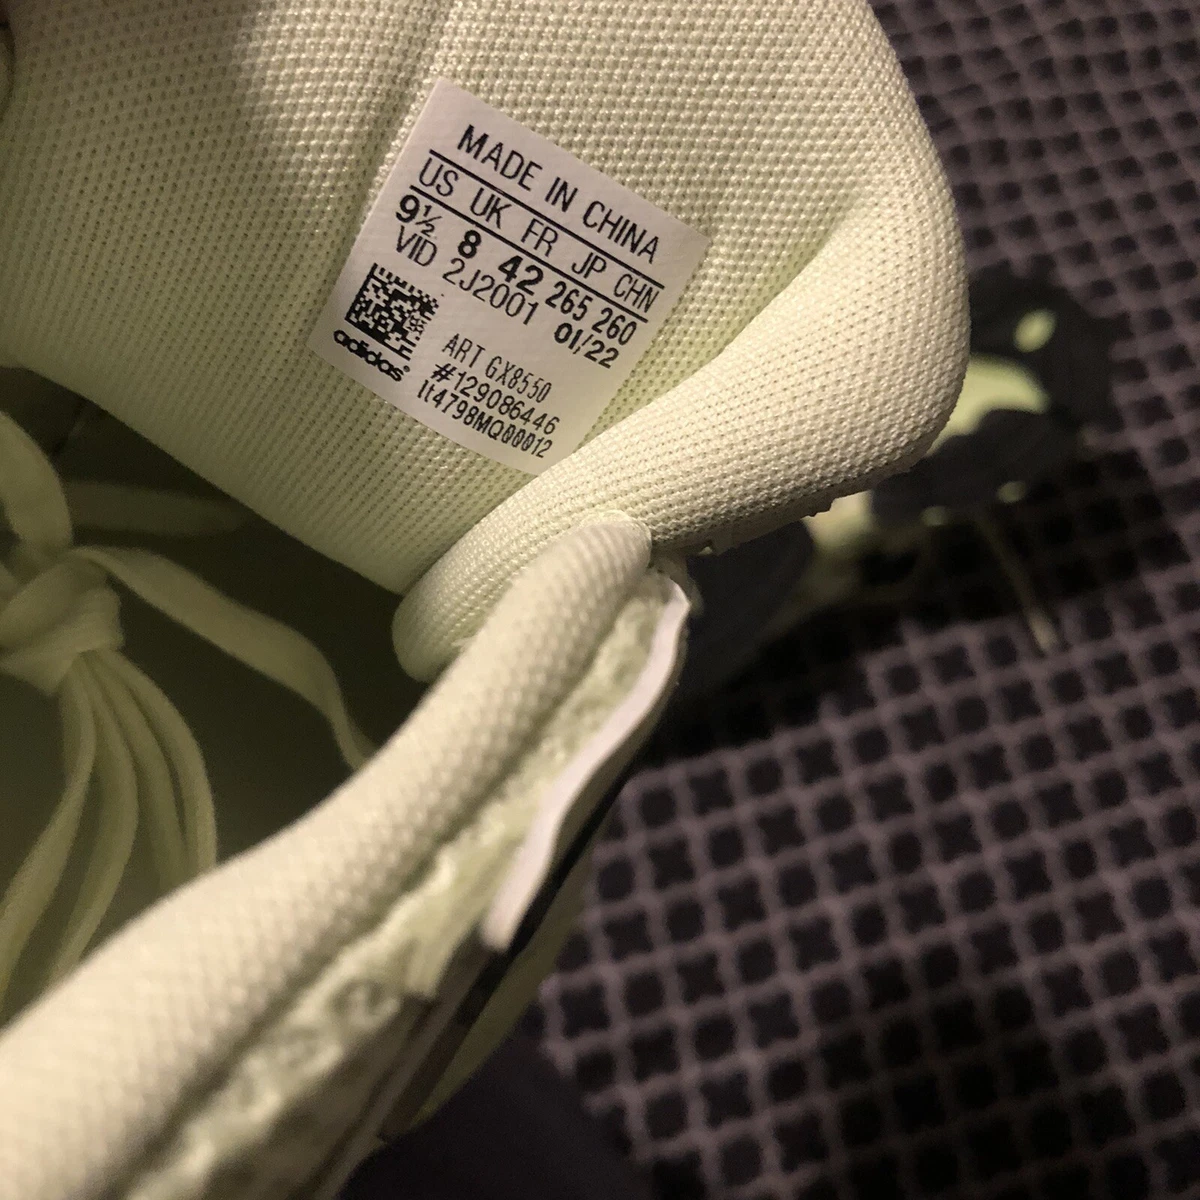 MADE IN CHINA
US UK FR JP CHN
9½ 8 42 265 260
VID 2J2001 01/22
ART GX8550
#129086446
lt4798MQ00012
adidas®